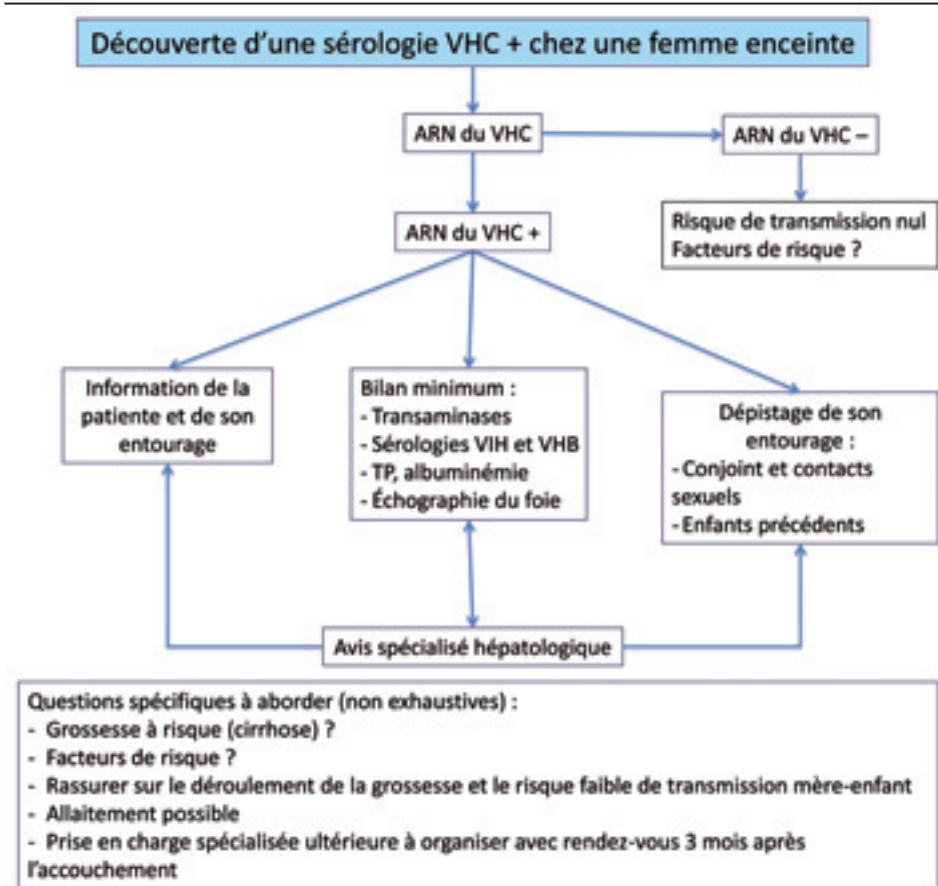 Découverte d'une sérologie VHC + chez une femme enceinte
ARN du VHC
ARN du VHC –
ARN du VHC +
Risque de transmission nul
Facteurs de risque ?
Information de la
patiente et de son
entourage
Bilan minimum :
- Transaminases
- Sérologies VIH et VHB
- TP, albuminémie
- Échographie du foie
Dépistage de son
entourage :
- Conjoint et contacts
sexuels
- Enfants précédents
Avis spécialisé hépatologique
Questions spécifiques à aborder (non exhaustives) :
- Grossesse à risque (cirrhose) ?
- Facteurs de risque ?
- Rassurer sur le déroulement de la grossesse et le risque faible de transmission mère-enfant
- Allaitement possible
- Prise en charge spécialisée ultérieure à organiser avec rendez-vous 3 mois après
l'accouchement